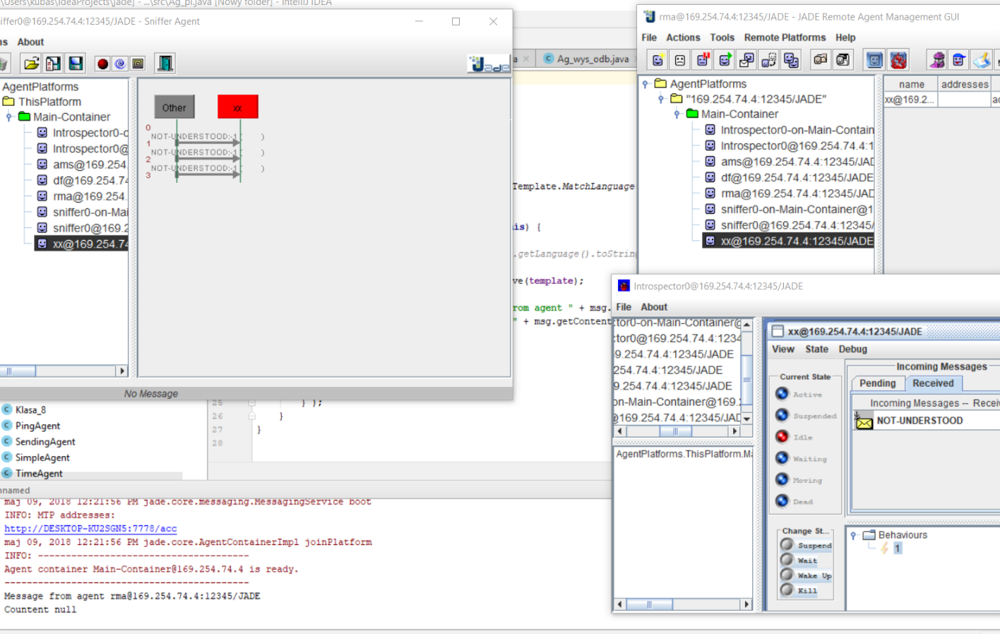 \Users\kubas\IdeaProjects\jade] - ...\src\Ag_pl.java [Nowy folder] - IntelliJ IDEA
iffer0@169.254.74.4:12345/JADE - Sniffer Agent
ns About
AgentPlatforms
ThisPlatform
Main-Container
Introspector0-o
Introspector0@
ams@169.254.
df@169.254.74
rma@169.254.
sniffer0-on-Mai
sniffer0@169.2
xx@169.254.74
Jade
Other
xx
0
NOT-UNDERSTOOD:-1 ( )
1
NOT-UNDERSTOOD:-1 ( )
2
NOT-UNDERSTOOD:-1 ( )
3
No Message
a
Ag_wys_odb.java
Template.MatchLanguage
is) {
.getLanguage().toString
ve(template);
rom agent " + msg.
" + msg.getContent
25 } );
26 }
27 }
28
Klasa_8
PingAgent
SendingAgent
SimpleAgent
TimeAgent
nnamed
maj 09, 2018 12:21:56 PM jade.core.messaging.MessagingService boot
INFO: MTP addresses:
http://DESKTOP-KU2SGN5:7778/acc
maj 09, 2018 12:21:56 PM jade.core.AgentContainerImpl joinPlatform
INFO: --------------------------------------
Agent container Main-Container@169.254.74.4 is ready.
--------------------------------------------
Message from agent rma@169.254.74.4:12345/JADE
Countent null
rma@169.254.74.4:12345/JADE - JADE Remote Agent Management GUI
File Actions Tools Remote Platforms Help
AgentPlatforms
"169.254.74.4:12345/JADE"
Main-Container
Introspector0-on-Main-Contain
Introspector0@169.254.74.4:1
ams@169.254.74.4:12345/JAD
df@169.254.74.4:12345/JADE
rma@169.254.74.4:12345/JAD
sniffer0-on-Main-Container@1
sniffer0@169.254.74.4:12345/
xx@169.254.74.4:12345/JADE
name addresses
xx@169.2...
Introspector0@169.254.74.4:12345/JADE
File About
ctor0-on-Main-Container@
ctor0@169.254.74.4:1234
9.254.74.4:12345/JADE
254.74.4:12345/JADE
9.254.74.4:12345/JADE
on-Main-Container@169.
@169.254.74.4:12345/JAD
AgentPlatforms.ThisPlatform.Ma
xx@169.254.74.4:12345/JADE
View State Debug
Current State
Active
Suspended
Idle
Waiting
Moving
Dead
Change St...
Suspend
Wait
Wake Up
Kill
Incoming Messages
Pending Received
Incoming Messages -- Receiv
NOT-UNDERSTOOD
Behaviours
1